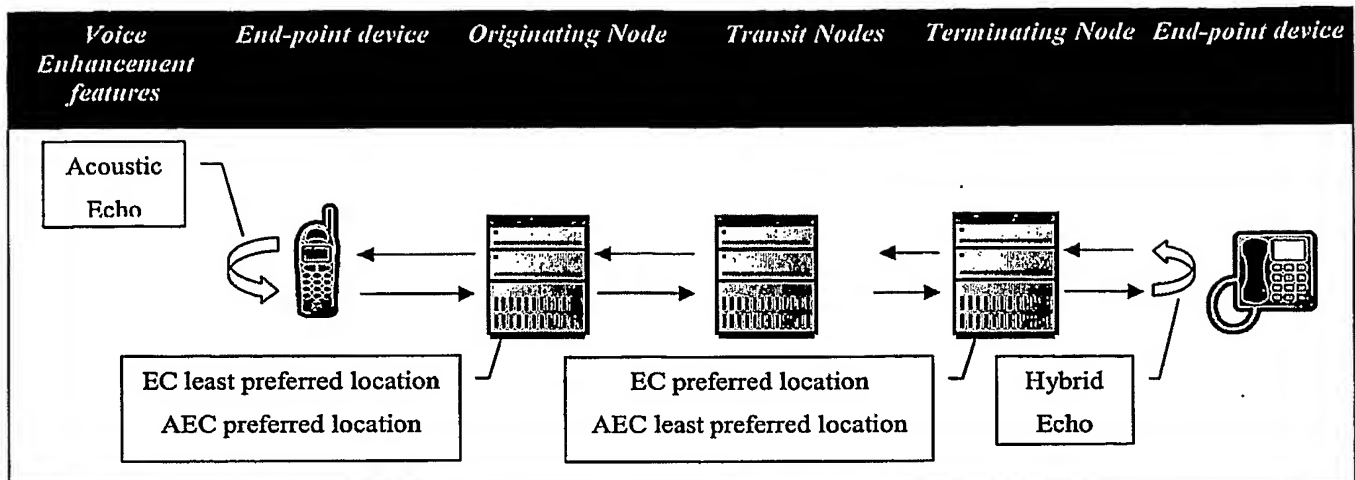 Voice Enhancement features
End-point device
Originating Node
Transit Nodes
Terminating Node
End-point device
Acoustic
Echo
EC least preferred location
AEC preferred location
EC preferred location
AEC least preferred location
Hybrid
Echo